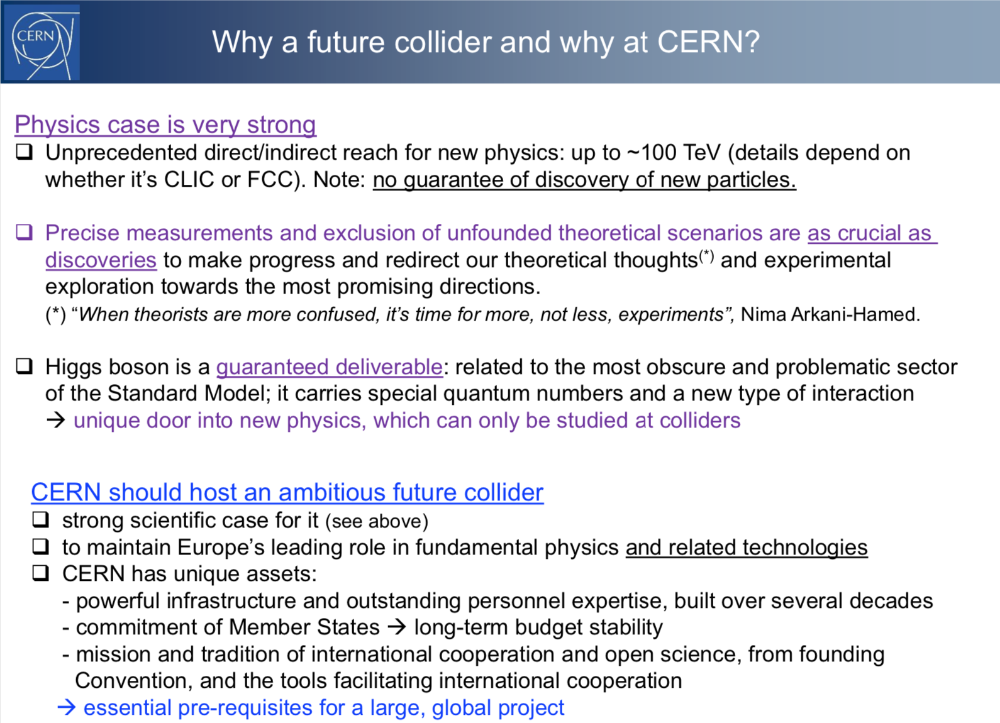 CERN
Why a future collider and why at CERN?
Physics case is very strong
❑ Unprecedented direct/indirect reach for new physics: up to ~100 TeV (details depend on
whether it’s CLIC or FCC). Note: no guarantee of discovery of new particles.
❑ Precise measurements and exclusion of unfounded theoretical scenarios are as crucial as
discoveries to make progress and redirect our theoretical thoughts(*) and experimental
exploration towards the most promising directions.
(*) “When theorists are more confused, it’s time for more, not less, experiments”, Nima Arkani-Hamed.
❑ Higgs boson is a guaranteed deliverable: related to the most obscure and problematic sector
of the Standard Model; it carries special quantum numbers and a new type of interaction
→ unique door into new physics, which can only be studied at colliders
CERN should host an ambitious future collider
❑ strong scientific case for it (see above)
❑ to maintain Europe’s leading role in fundamental physics and related technologies
❑ CERN has unique assets:
- powerful infrastructure and outstanding personnel expertise, built over several decades
- commitment of Member States → long-term budget stability
- mission and tradition of international cooperation and open science, from founding
Convention, and the tools facilitating international cooperation
→ essential pre-requisites for a large, global project